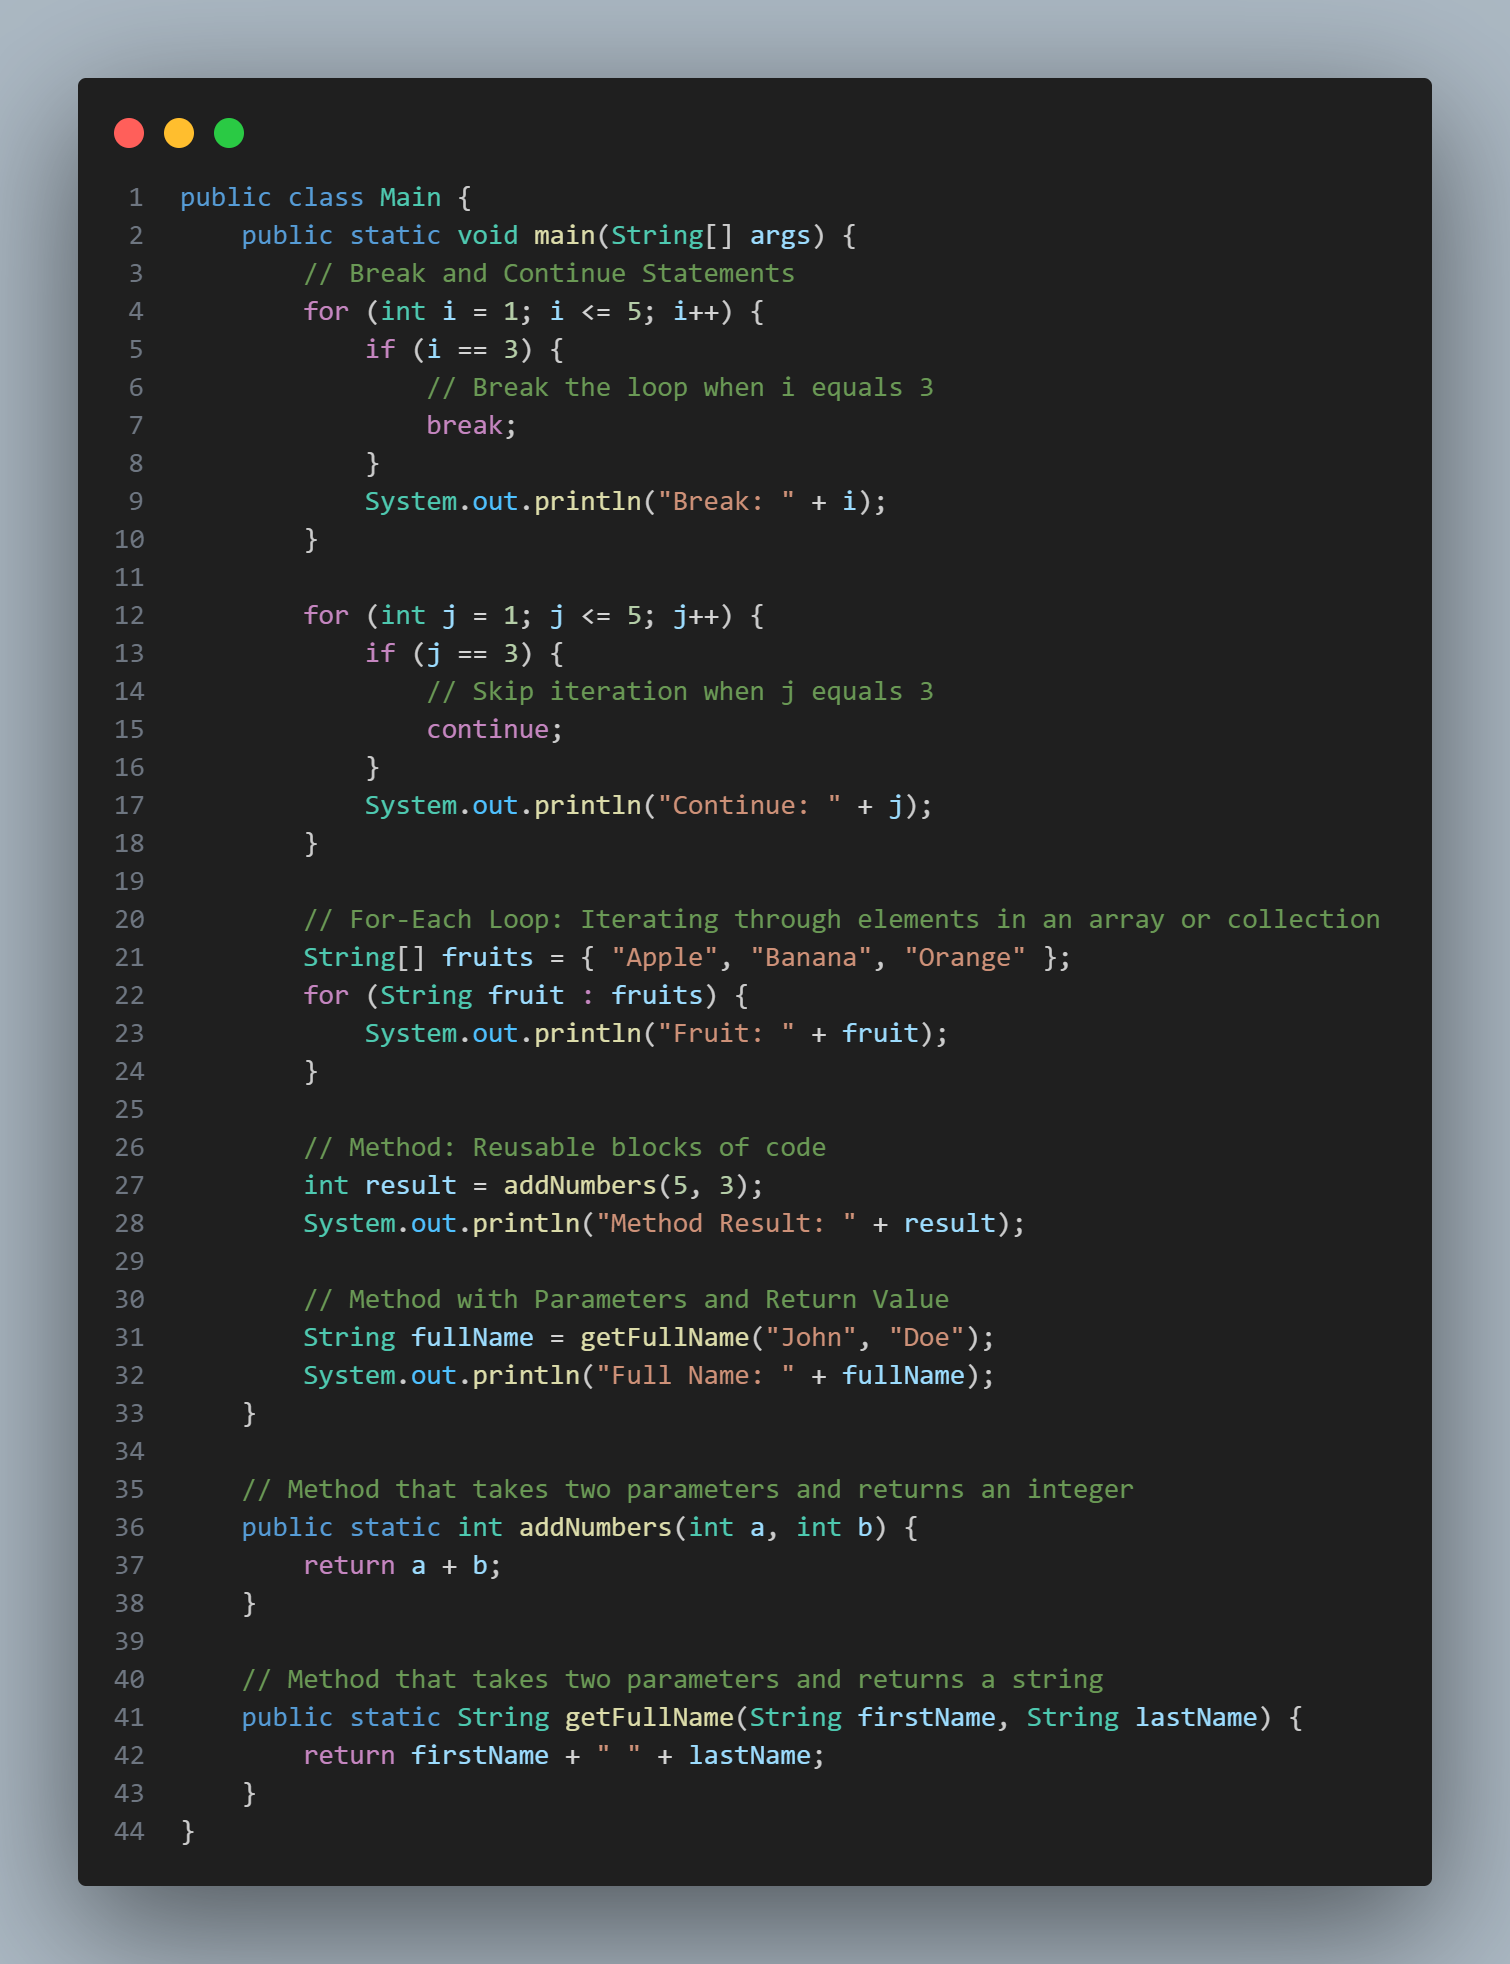 1 public class Main {
2     public static void main(String[] args) {
3         // Break and Continue Statements
4         for (int i = 1; i <= 5; i++) {
5             if (i == 3) {
6                 // Break the loop when i equals 3
7                 break;
8             }
9             System.out.println("Break: " + i);
10         }
11
12         for (int j = 1; j <= 5; j++) {
13             if (j == 3) {
14                 // Skip iteration when j equals 3
15                 continue;
16             }
17             System.out.println("Continue: " + j);
18         }
19
20         // For-Each Loop: Iterating through elements in an array or collection
21         String[] fruits = { "Apple", "Banana", "Orange" };
22         for (String fruit : fruits) {
23             System.out.println("Fruit: " + fruit);
24         }
25
26         // Method: Reusable blocks of code
27         int result = addNumbers(5, 3);
28         System.out.println("Method Result: " + result);
29
30         // Method with Parameters and Return Value
31         String fullName = getFullName("John", "Doe");
32         System.out.println("Full Name: " + fullName);
33     }
34
35     // Method that takes two parameters and returns an integer
36     public static int addNumbers(int a, int b) {
37         return a + b;
38     }
39
40     // Method that takes two parameters and returns a string
41     public static String getFullName(String firstName, String lastName) {
42         return firstName + " " + lastName;
43     }
44 }